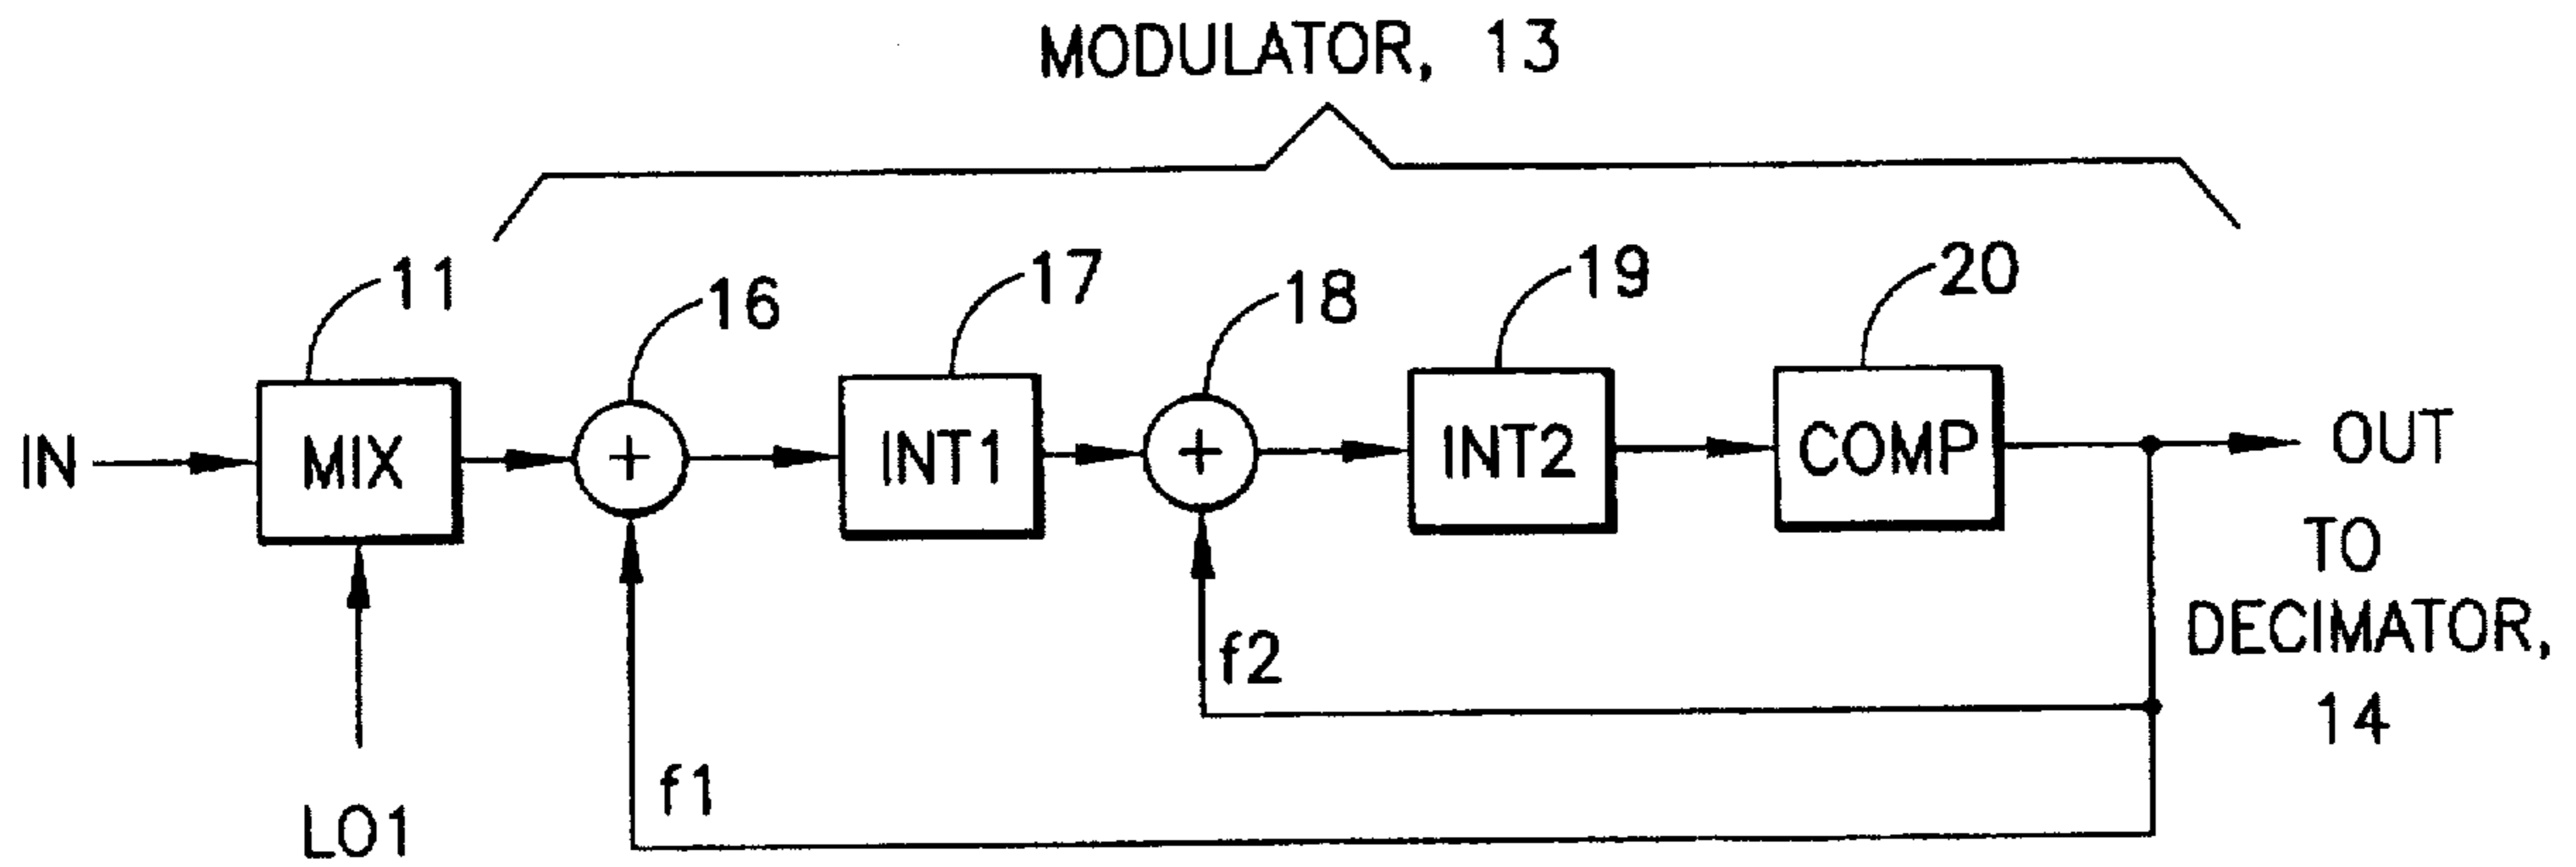 MODULATOR, 13
11
16
17
18
19
20
IN
MIX
+
INT1
+
INT2
COMP
OUT
TO
DECIMATOR,
14
f2
f1
LO1